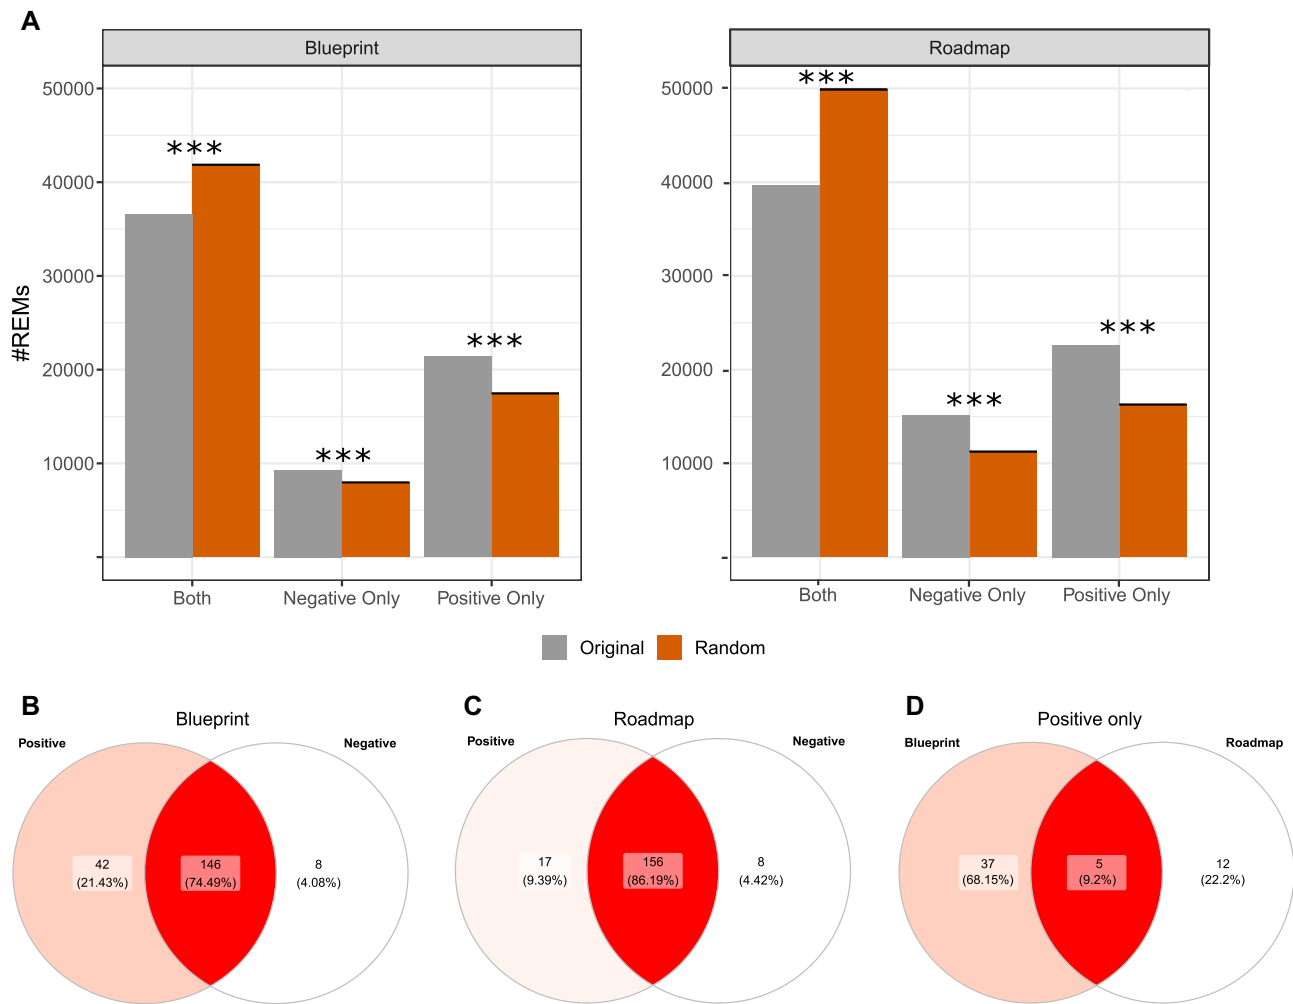 A
Blueprint
Roadmap
#REMs
50000
40000
30000
20000
10000
***
***
***
Both
Negative Only
Positive Only
50000
40000
30000
20000
10000
***
***
***
Both
Negative Only
Positive Only
Original
Random
B
Blueprint
Positive
Negative
42
(21.43%)
146
(74.49%)
8
(4.08%)
C
Roadmap
Positive
Negative
17
(9.39%)
156
(86.19%)
8
(4.42%)
D
Positive only
Blueprint
Roadmap
37
(68.15%)
5
(9.2%)
12
(22.2%)